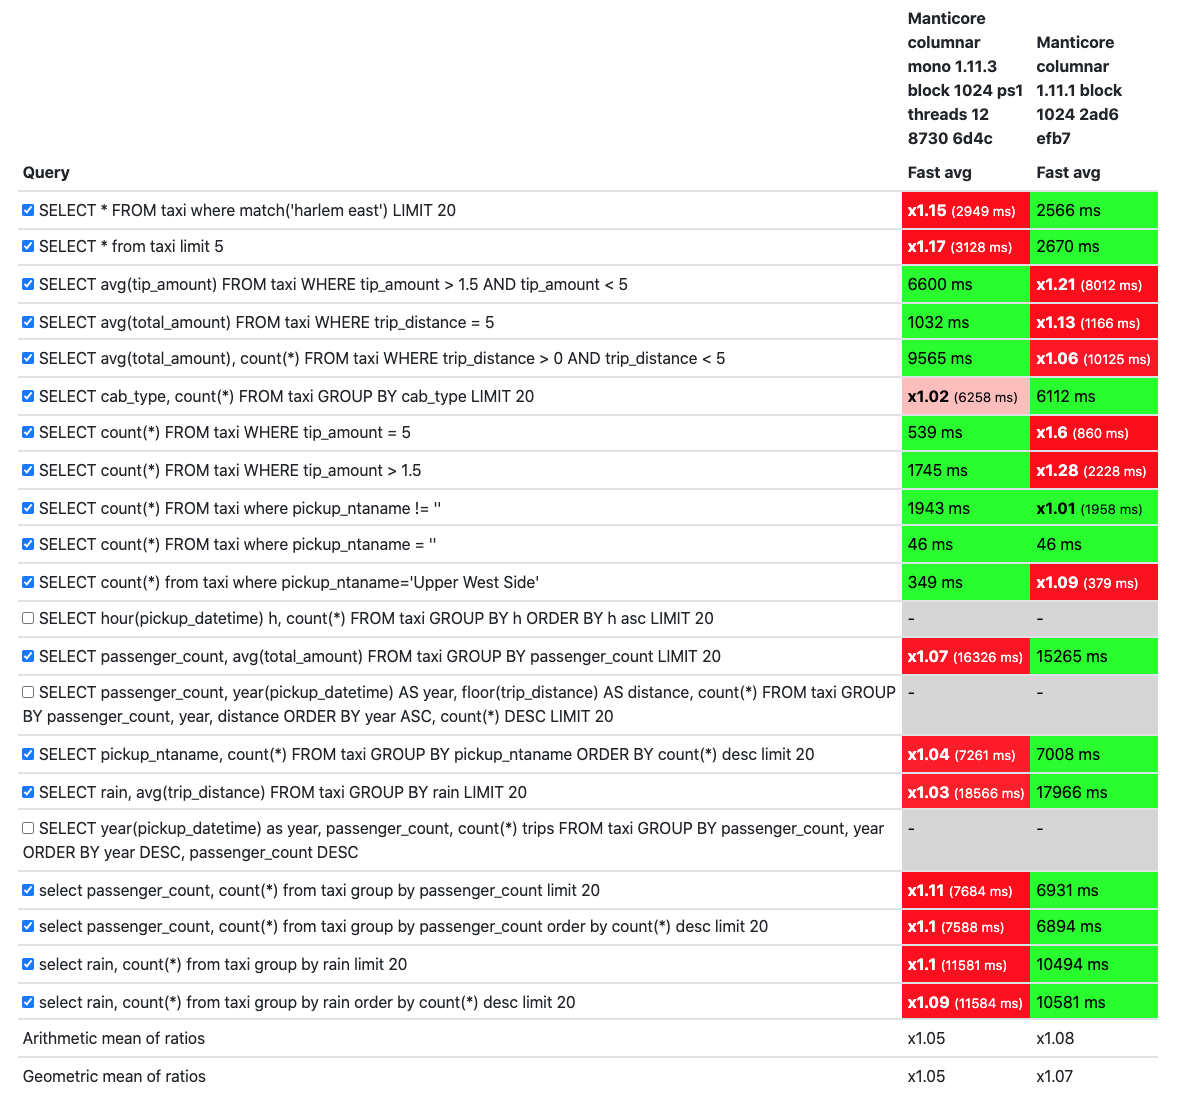 Manticore
columnar
mono 1.11.3
block 1024 ps1
threads 12
8730 6d4c
Manticore
columnar
1.11.1 block
1024 2ad6
efb7
Query Fast avg Fast avg
SELECT * FROM taxi where match('harlem east') LIMIT 20 x1.15 (2949 ms) 2566 ms
SELECT * from taxi limit 5 x1.17 (3128 ms) 2670 ms
SELECT avg(tip_amount) FROM taxi WHERE tip_amount > 1.5 AND tip_amount < 5 6600 ms x1.21 (8012 ms)
SELECT avg(total_amount) FROM taxi WHERE trip_distance = 5 1032 ms x1.13 (1166 ms)
SELECT avg(total_amount), count(*) FROM taxi WHERE trip_distance > 0 AND trip_distance < 5 9565 ms x1.06 (10125 ms)
SELECT cab_type, count(*) FROM taxi GROUP BY cab_type LIMIT 20 x1.02 (6258 ms) 6112 ms
SELECT count(*) FROM taxi WHERE tip_amount = 5 539 ms x1.6 (860 ms)
SELECT count(*) FROM taxi WHERE tip_amount > 1.5 1745 ms x1.28 (2228 ms)
SELECT count(*) FROM taxi where pickup_ntaname != '' 1943 ms x1.01 (1958 ms)
SELECT count(*) FROM taxi where pickup_ntaname = '' 46 ms 46 ms
SELECT count(*) from taxi where pickup_ntaname='Upper West Side' 349 ms x1.09 (379 ms)
SELECT hour(pickup_datetime) h, count(*) FROM taxi GROUP BY h ORDER BY h asc LIMIT 20 - -
SELECT passenger_count, avg(total_amount) FROM taxi GROUP BY passenger_count LIMIT 20 x1.07 (16326 ms) 15265 ms
SELECT passenger_count, year(pickup_datetime) AS year, floor(trip_distance) AS distance, count(*) FROM taxi GROUP - -
BY passenger_count, year, distance ORDER BY year ASC, count(*) DESC LIMIT 20
SELECT pickup_ntaname, count(*) FROM taxi GROUP BY pickup_ntaname ORDER BY count(*) desc limit 20 x1.04 (7261 ms) 7008 ms
SELECT rain, avg(trip_distance) FROM taxi GROUP BY rain LIMIT 20 x1.03 (18566 ms) 17966 ms
SELECT year(pickup_datetime) as year, passenger_count, count(*) trips FROM taxi GROUP BY passenger_count, year - -
ORDER BY year DESC, passenger_count DESC
select passenger_count, count(*) from taxi group by passenger_count limit 20 x1.11 (7684 ms) 6931 ms
select passenger_count, count(*) from taxi group by passenger_count order by count(*) desc limit 20 x1.1 (7588 ms) 6894 ms
select rain, count(*) from taxi group by rain limit 20 x1.1 (11581 ms) 10494 ms
select rain, count(*) from taxi group by rain order by count(*) desc limit 20 x1.09 (11584 ms) 10581 ms
Arithmetic mean of ratios x1.05 x1.08
Geometric mean of ratios x1.05 x1.07